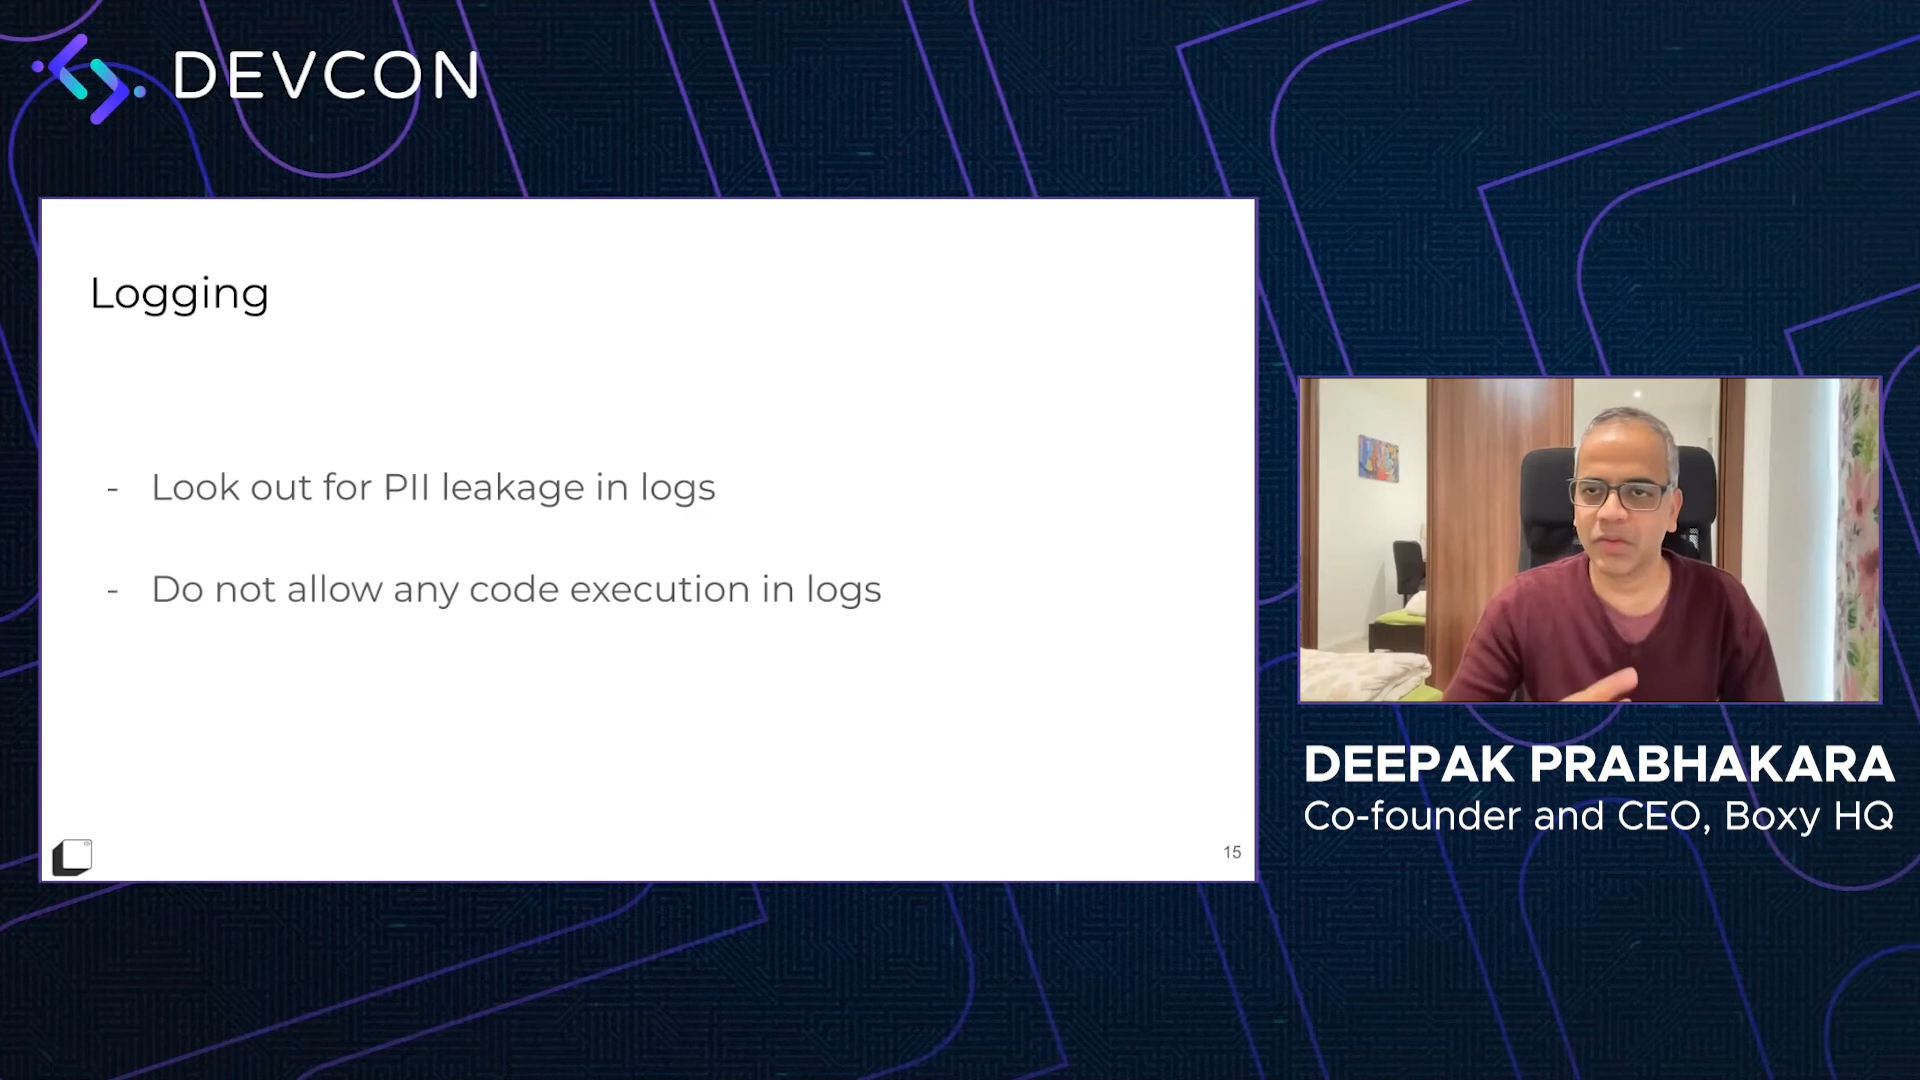 DEVCON
Logging
- Look out for PII leakage in logs
- Do not allow any code execution in logs
15
DEEPAK PRABHAKARA
Co-founder and CEO, Boxy HQ